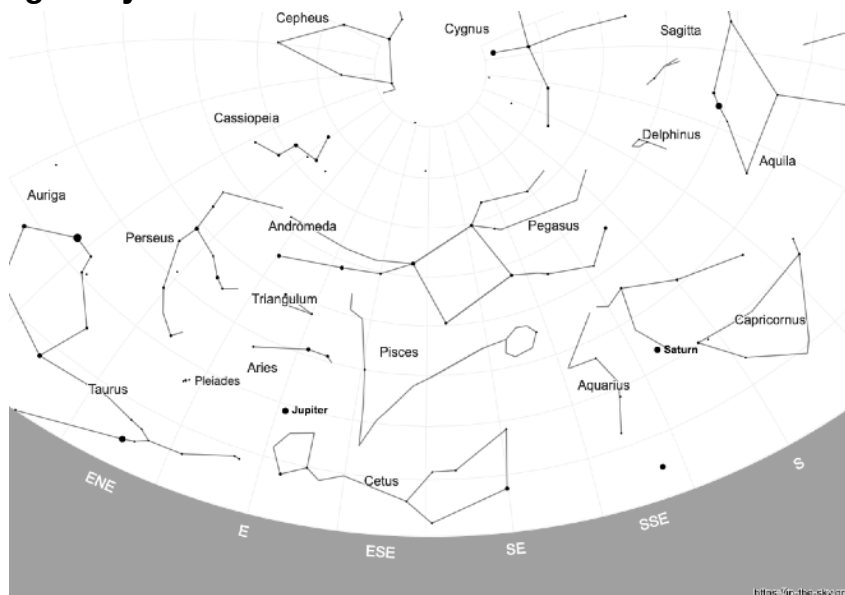 Cepheus
Cygnus
Sagitta
Cassiopeia
Delphinus
Aquila
Auriga
Perseus
Andromeda
Pegasus
Triangulum
Pisces
Capricornus
Saturn
Aries
Taurus
Pleiades
Aquarius
Jupiter
Cetus
ENE
E
ESE
SE
SSE
S